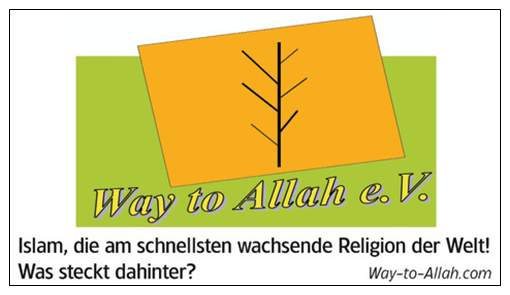 Way to Allah e.V.
Islam, die am schnellsten wachsende Religion der Welt!
Was steckt dahinter?
Way-to-Allah.com